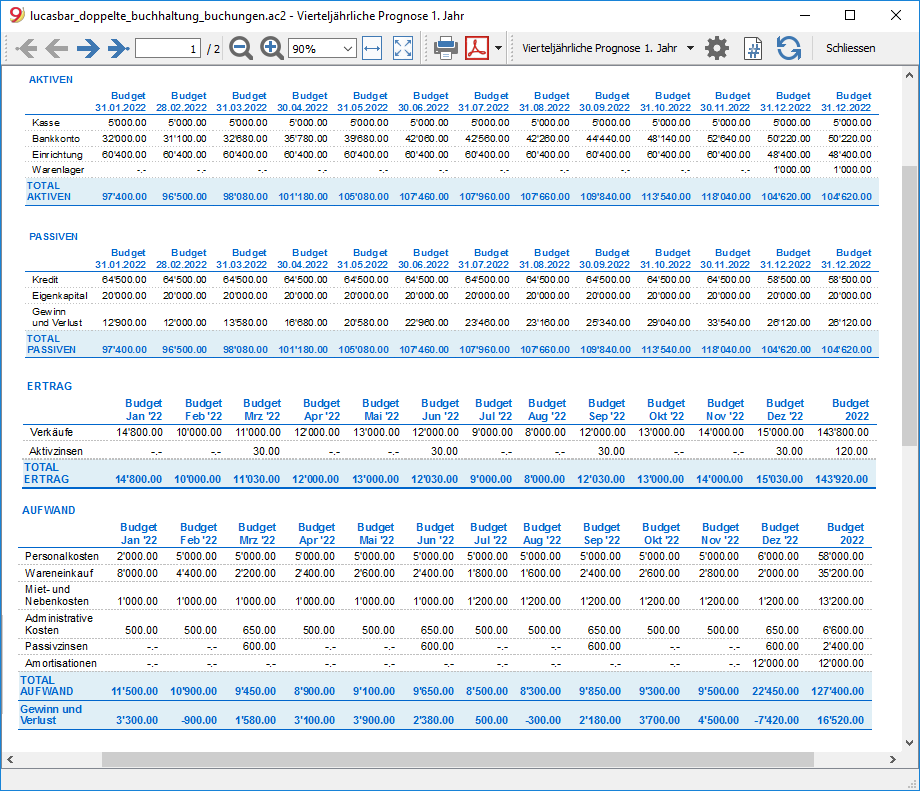 lucasbar_doppelte_buchhaltung_buchungen.ac2 - Vierteljährliche Prognose 1. Jahr
1 / 2 90% Vierteljährliche Prognose 1. Jahr Schliessen
AKTIVEN
Budget Budget Budget Budget Budget Budget Budget Budget Budget Budget Budget Budget Budget
31.01.2022 28.02.2022 31.03.2022 30.04.2022 31.05.2022 30.06.2022 31.07.2022 31.08.2022 30.09.2022 31.10.2022 30.11.2022 31.12.2022 31.12.2022
Kasse 5'000.00 5'000.00 5'000.00 5'000.00 5'000.00 5'000.00 5'000.00 5'000.00 5'000.00 5'000.00 5'000.00 5'000.00 5'000.00
Bankkonto 32'000.00 31'100.00 32'680.00 35'780.00 39'680.00 42'060.00 42'560.00 42'260.00 44'440.00 48'140.00 52'640.00 50'220.00 50'220.00
Einrichtung 60'400.00 60'400.00 60'400.00 60'400.00 60'400.00 60'400.00 60'400.00 60'400.00 60'400.00 60'400.00 60'400.00 48'400.00 48'400.00
Warenlager -.- -.- -.- -.- -.- -.- -.- -.- -.- -.- -.- 1'000.00 1'000.00
TOTAL
AKTIVEN 97'400.00 96'500.00 98'080.00 101'180.00 105'080.00 107'460.00 107'960.00 107'660.00 109'840.00 113'540.00 118'040.00 104'620.00 104'620.00
PASSIVEN
Budget Budget Budget Budget Budget Budget Budget Budget Budget Budget Budget Budget Budget
31.01.2022 28.02.2022 31.03.2022 30.04.2022 31.05.2022 30.06.2022 31.07.2022 31.08.2022 30.09.2022 31.10.2022 30.11.2022 31.12.2022 31.12.2022
Kredit 64'500.00 64'500.00 64'500.00 64'500.00 64'500.00 64'500.00 64'500.00 64'500.00 64'500.00 64'500.00 64'500.00 58'500.00 58'500.00
Eigenkapital 20'000.00 20'000.00 20'000.00 20'000.00 20'000.00 20'000.00 20'000.00 20'000.00 20'000.00 20'000.00 20'000.00 20'000.00 20'000.00
Gewinn
und Verlust 12'900.00 12'000.00 13'580.00 16'680.00 20'580.00 22'960.00 23'460.00 23'160.00 25'340.00 29'040.00 33'540.00 26'120.00 26'120.00
TOTAL
PASSIVEN 97'400.00 96'500.00 98'080.00 101'180.00 105'080.00 107'460.00 107'960.00 107'660.00 109'840.00 113'540.00 118'040.00 104'620.00 104'620.00
ERTRAG
Budget Budget Budget Budget Budget Budget Budget Budget Budget Budget Budget Budget Budget
Jan '22 Feb '22 Mrz '22 Apr '22 Mai '22 Jun '22 Jul '22 Aug '22 Sep '22 Okt '22 Nov '22 Dez '22 2022
Verkäufe 14'800.00 10'000.00 11'000.00 12'000.00 13'000.00 12'000.00 9'000.00 8'000.00 12'000.00 13'000.00 14'000.00 15'000.00 143'800.00
Aktivzinsen -.- -.- 30.00 -.- -.- 30.00 -.- -.- 30.00 -.- -.- 30.00 120.00
TOTAL
ERTRAG 14'800.00 10'000.00 11'030.00 12'000.00 13'000.00 12'030.00 9'000.00 8'000.00 12'030.00 13'000.00 14'000.00 15'030.00 143'920.00
AUFWAND
Budget Budget Budget Budget Budget Budget Budget Budget Budget Budget Budget Budget Budget
Jan '22 Feb '22 Mrz '22 Apr '22 Mai '22 Jun '22 Jul '22 Aug '22 Sep '22 Okt '22 Nov '22 Dez '22 2022
Personalkosten 2'000.00 5'000.00 5'000.00 5'000.00 5'000.00 5'000.00 5'000.00 5'000.00 5'000.00 5'000.00 5'000.00 6'000.00 58'000.00
Wareneinkauf 8'000.00 4'400.00 2'200.00 2'400.00 2'600.00 2'400.00 1'800.00 1'600.00 2'400.00 2'600.00 2'800.00 2'000.00 35'200.00
Miet- und
Nebenkosten 1'000.00 1'000.00 1'000.00 1'000.00 1'000.00 1'000.00 1'200.00 1'200.00 1'200.00 1'200.00 1'200.00 1'200.00 13'200.00
Administrative
Kosten 500.00 500.00 650.00 500.00 500.00 650.00 500.00 500.00 650.00 500.00 500.00 650.00 6'600.00
Passivzinsen -.- -.- 600.00 -.- -.- 600.00 -.- -.- 600.00 -.- -.- 600.00 2'400.00
Amortisationen -.- -.- -.- -.- -.- -.- -.- -.- -.- -.- -.- 12'000.00 12'000.00
TOTAL
AUFWAND 11'500.00 10'900.00 9'450.00 8'900.00 9'100.00 9'650.00 8'500.00 8'300.00 9'850.00 9'300.00 9'500.00 22'450.00 127'400.00
Gewinn und
Verlust 3'300.00 -900.00 1'580.00 3'100.00 3'900.00 2'380.00 500.00 -300.00 2'180.00 3'700.00 4'500.00 -7'420.00 16'520.00